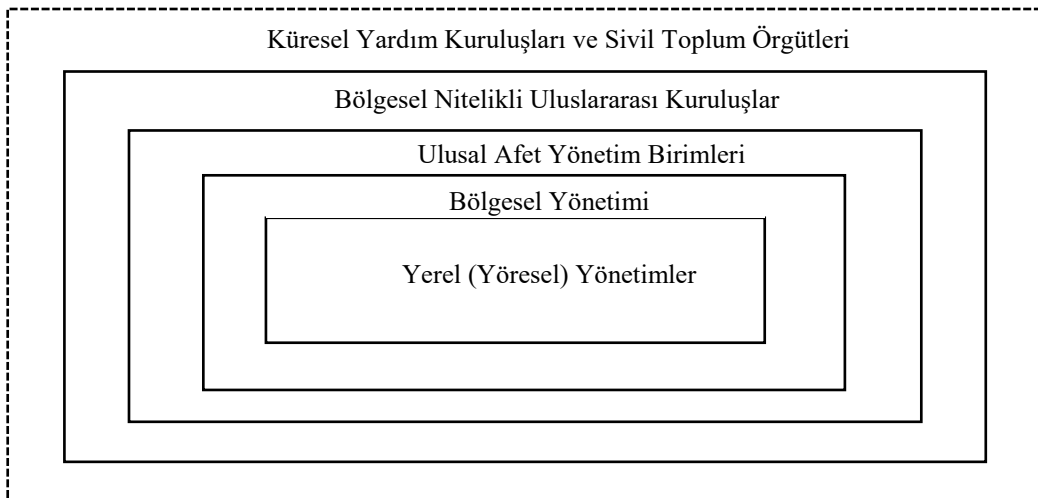 Küresel Yardım Kuruluşları ve Sivil Toplum Örgütleri
Bölgesel Nitelikli Uluslararası Kuruluşlar
Ulusal Afet Yönetim Birimleri
Bölgesel Yönetimi
Yerel (Yöresel) Yönetimler